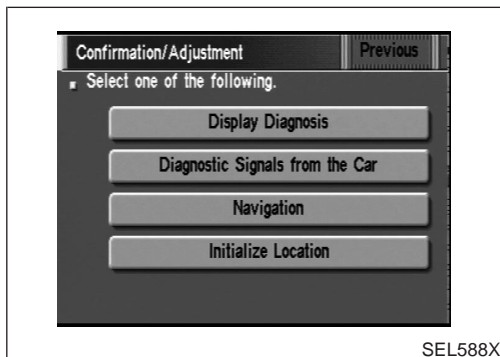 Confirmation/Adjustment Previous
Select one of the following.
Display Diagnosis
Diagnostic Signals from the Car
Navigation
Initialize Location
SEL588X